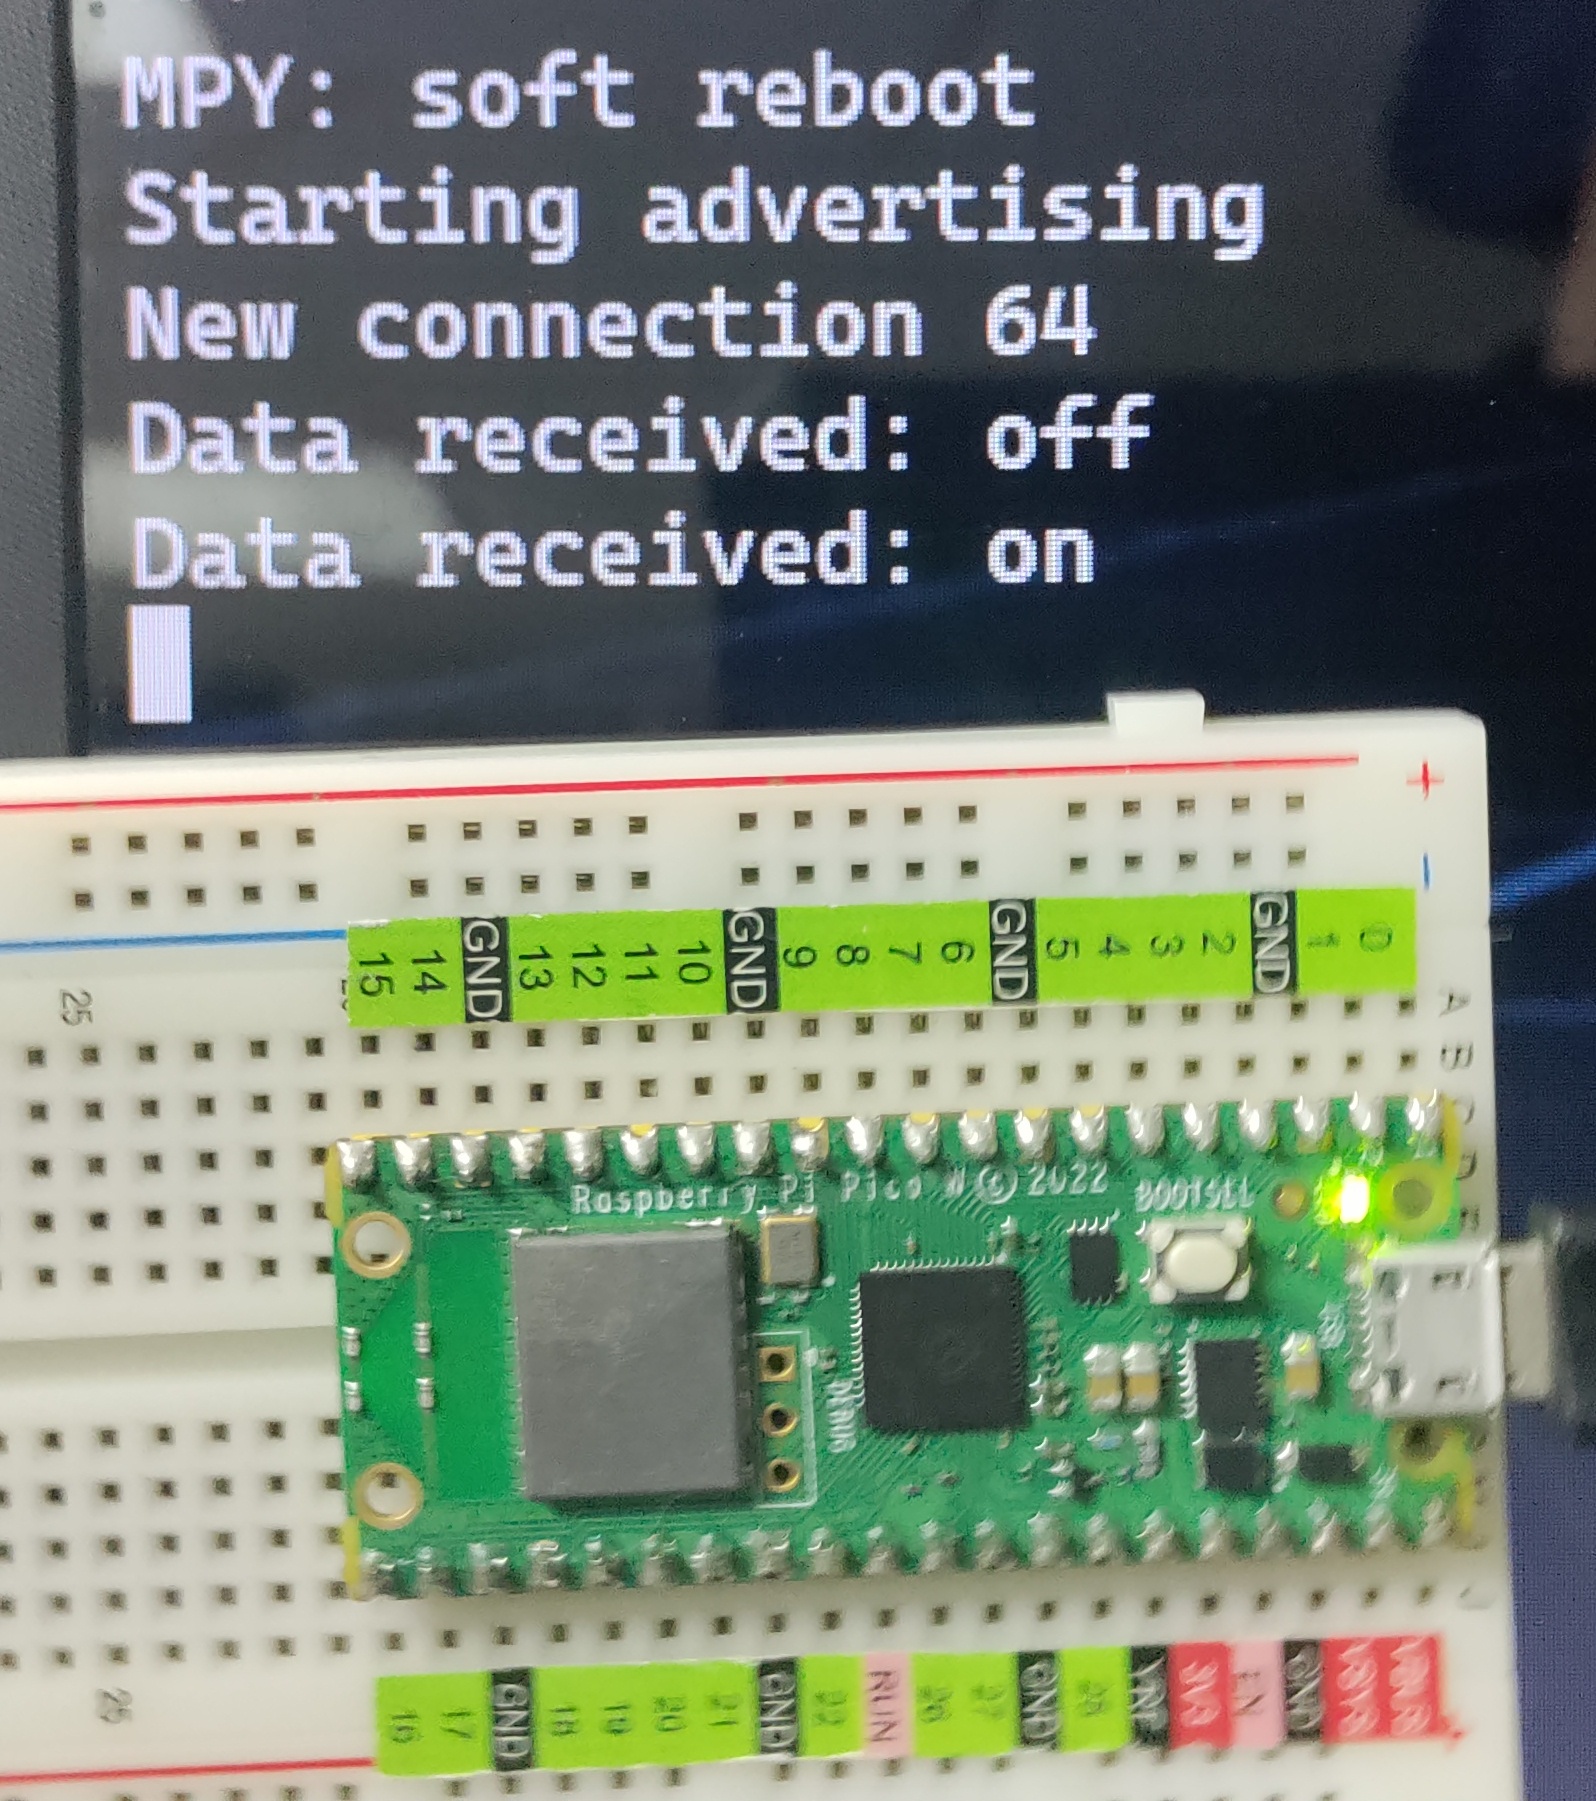 MPY: soft reboot
Starting advertising
New connection 64
Data received: off
Data received: on
+
-
15 14 GND 13 12 11 10 GND 9 8 7 6 GND 5 4 3 2 GND 1 0
25
A
B
C
D
Raspberry Pi Pico W © 2022
BOOTSEL
DEBUG
J
25
16 17 GND 18 19 20 21 GND 22 RUN 26 27 GND 28 3V3 EN GND